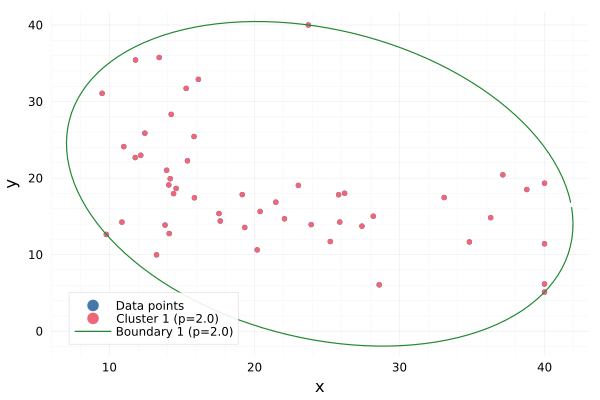 40
30
20
10
0
y
Data points
Cluster 1 (p=2.0)
Boundary 1 (p=2.0)
10 20 30 40
x